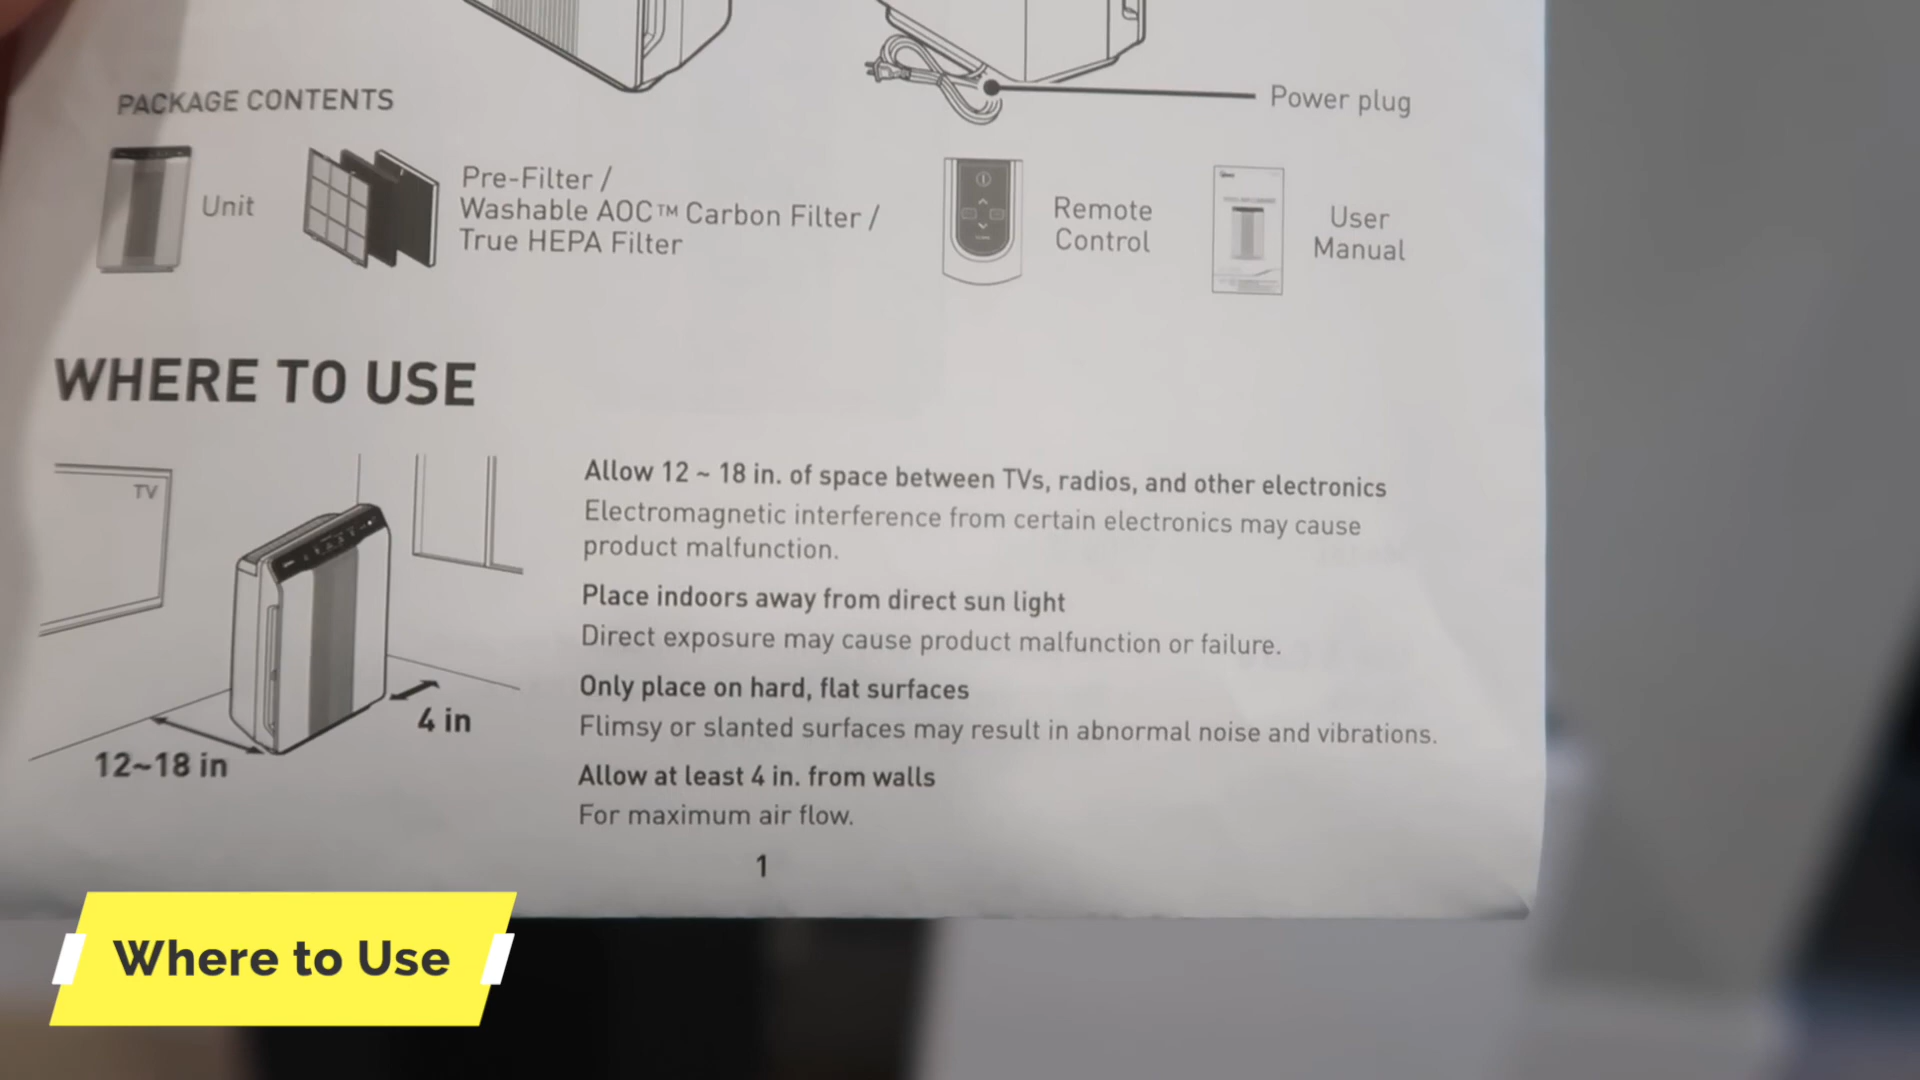 Power plug
PACKAGE CONTENTS
Unit
Pre-Filter /
Washable AOC™ Carbon Filter /
True HEPA Filter
Remote
Control
User
Manual
WHERE TO USE
TV
4 in
12~18 in
Allow 12 ~ 18 in. of space between TVs, radios, and other electronics
Electromagnetic interference from certain electronics may cause
product malfunction.
Place indoors away from direct sun light
Direct exposure may cause product malfunction or failure.
Only place on hard, flat surfaces
Flimsy or slanted surfaces may result in abnormal noise and vibrations.
Allow at least 4 in. from walls
For maximum air flow.
1
Where to Use